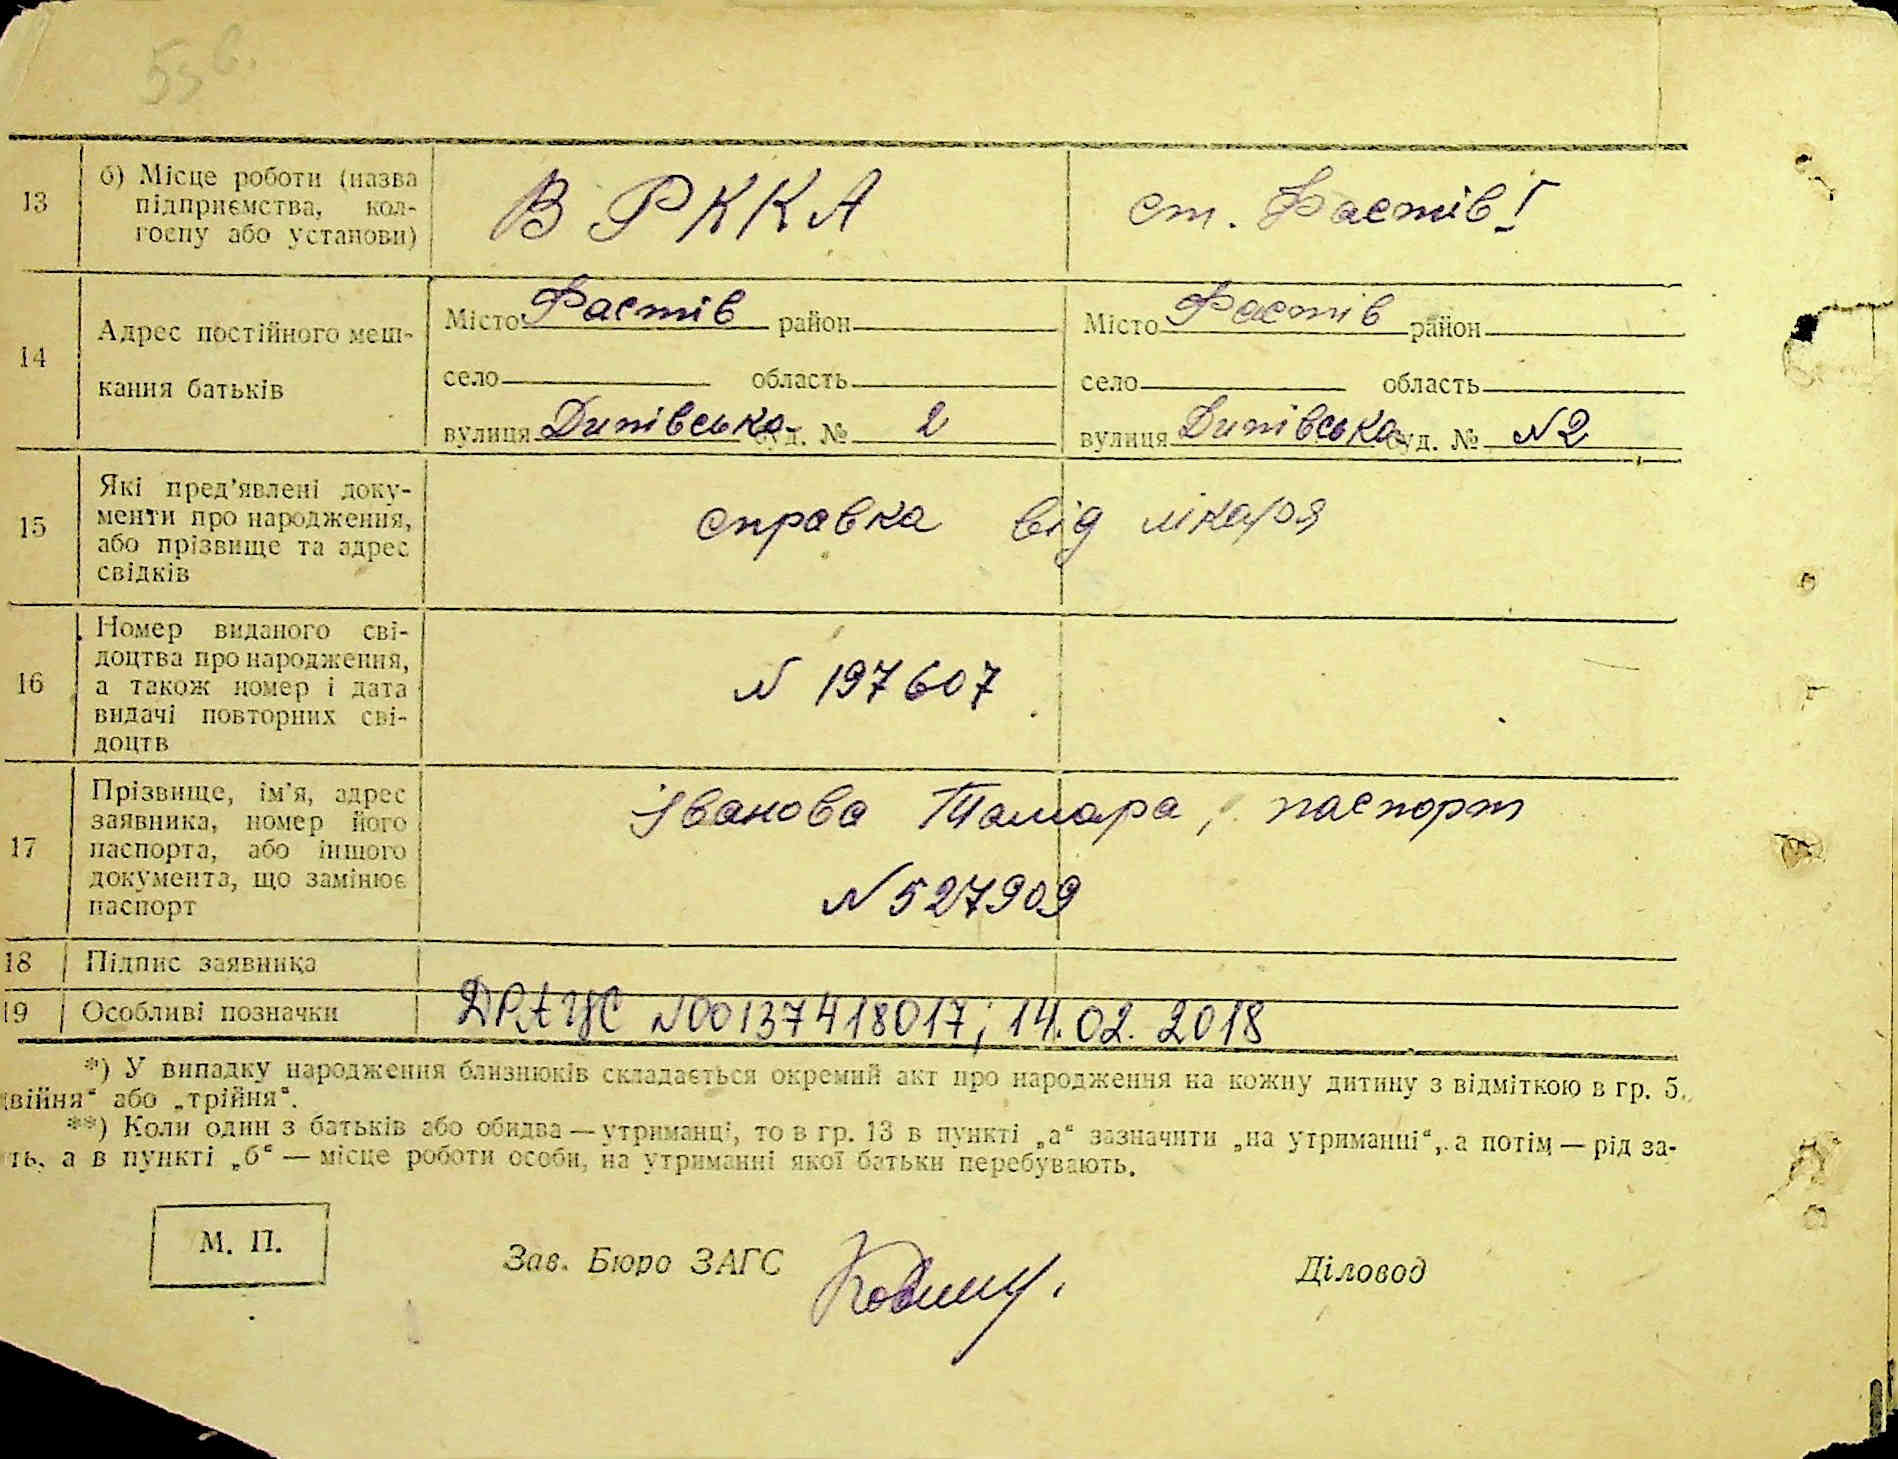 13
б) Місце роботи (назва
підприємства, кол-
госпу або установи)
В РККА
ст. Фастів I
14
Адрес постійного меш-
кання батьків
Місто Фастів район
село область
вулиця Дипівська буд. № 2
Місто Фастів район
село область
вулиця Дипівська буд. № N2
15
Які пред'явлені доку-
менти про народження,
або прізвище та адрес
свідків
справка від лікаря
16
Номер виданого сві-
доцтва про народження,
а також номер і дата
видачі повторних сві-
доцтв
N 197607
17
Прізвище, ім'я, адрес
заявника, номер його
паспорта, або іншого
документа, що замінює
паспорт
Іванова Тамара, паспорт
N 527909
18
Підпис заявника
19
Особливі позначки
ДРАЦС N00137418017; 14.02.2018
*) У випадку народження близнюків складається окремий акт про народження на кожну дитину з відміткою в гр. 5.
двійня" або „трійня".
**) Коли один з батьків або обидва — утриманці, то в гр. 13 в пункті „а" зазначити „на утриманні", а потім — рід за-
ть, а в пункті „б" — місце роботи особи, на утриманні якої батьки перебувають.
М. П.
Зав. Бюро ЗАГС
Діловод